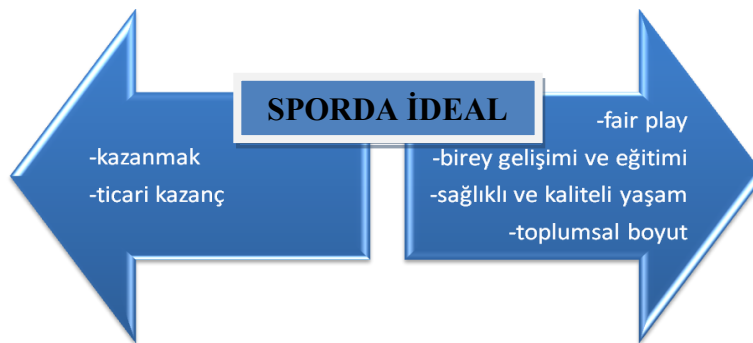 SPORDA İDEAL
-kazanmak
-ticari kazanç
-fair play
-birey gelişimi ve eğitimi
-sağlıklı ve kaliteli yaşam
-toplumsal boyut